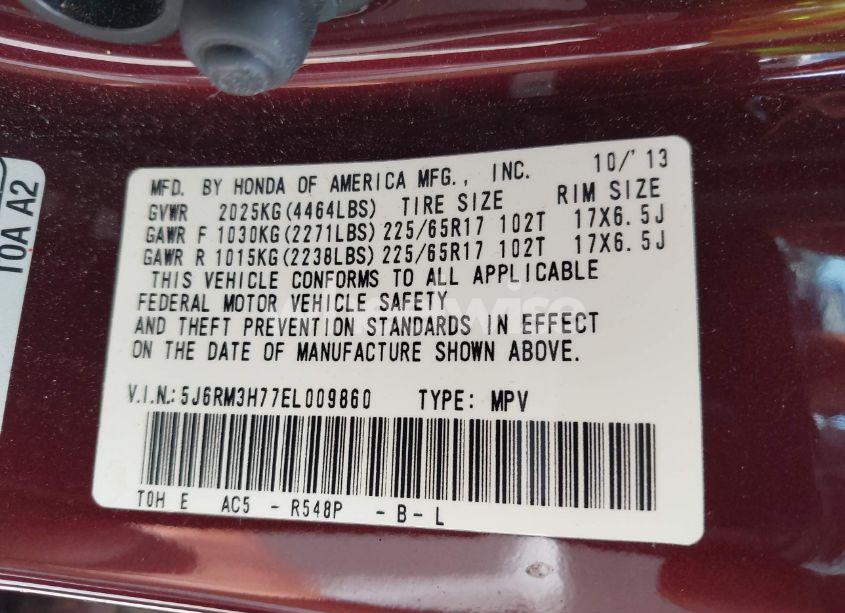 MFD. BY HONDA OF AMERICA MFG., INC. 10/'13
GVWR 2025KG(4464LBS) TIRE SIZE RIM SIZE
GAWR F 1030KG(2271LBS) 225/65R17 102T 17X6.5J
GAWR R 1015KG(2238LBS) 225/65R17 102T 17X6.5J
THIS VEHICLE CONFORMS TO ALL APPLICABLE
FEDERAL MOTOR VEHICLE SAFETY
AND THEFT PREVENTION STANDARDS IN EFFECT
ON THE DATE OF MANUFACTURE SHOWN ABOVE.
V.I.N.:5J6RM3H77EL009860 TYPE: MPV
T0H E AC5 - R548P - B - L
T0A A2